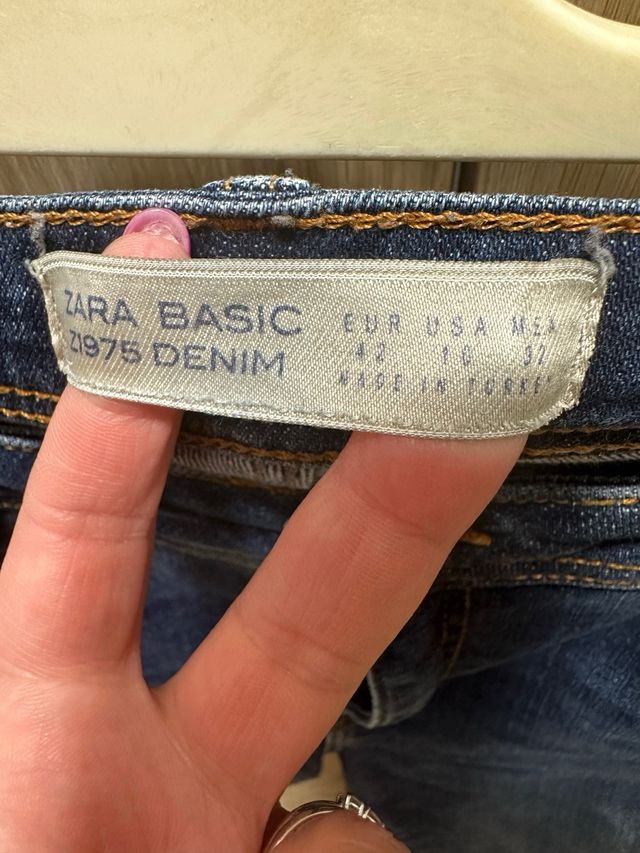 ZARA BASIC
Z1975 DENIM
EUR USA MEX
42 10 32
MADE IN TURKEY